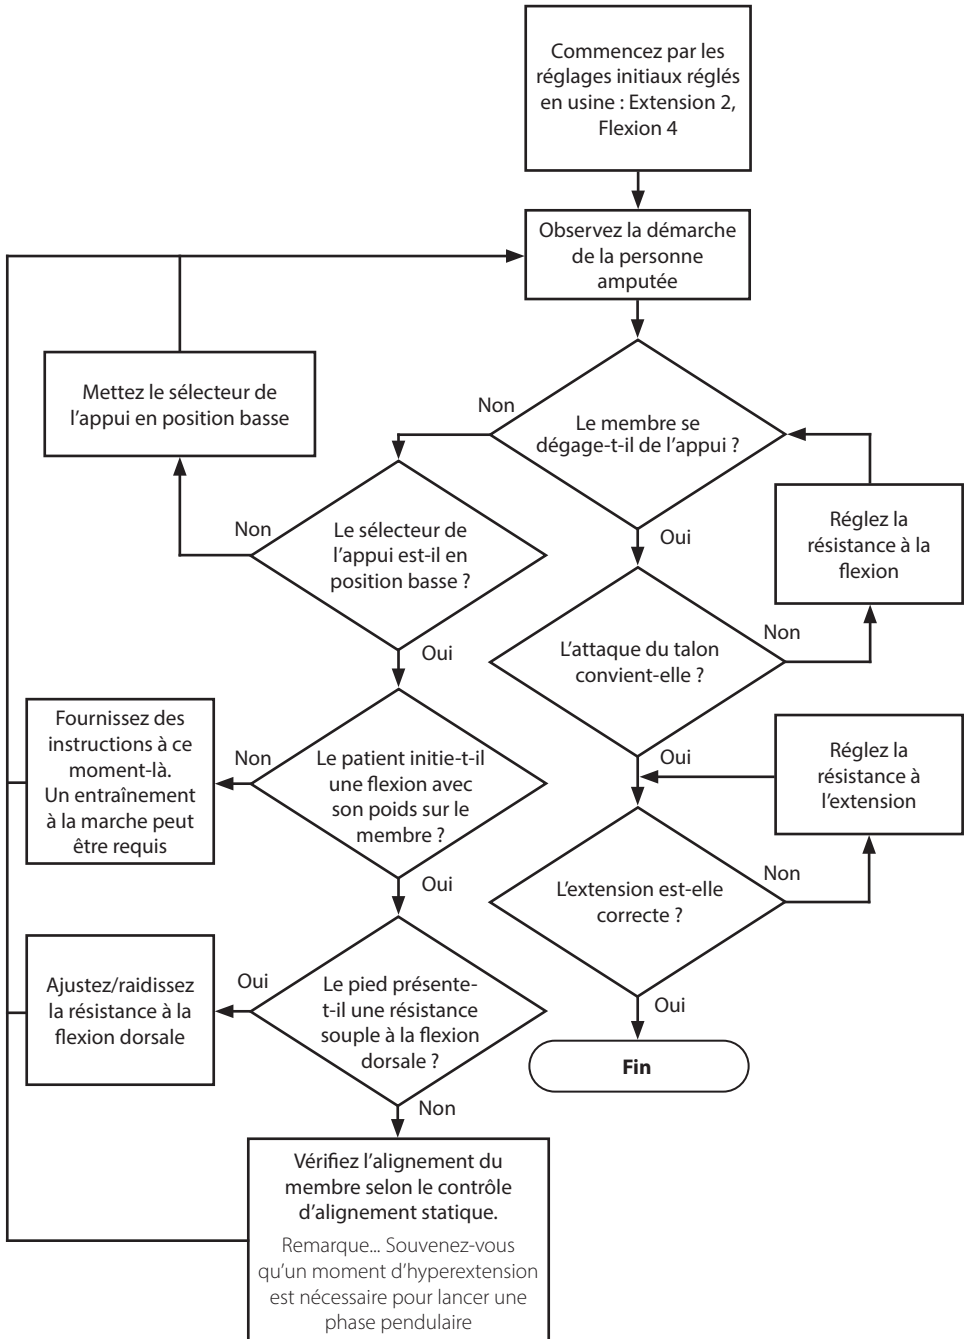 Commencez par les
réglages initiaux réglés
en usine : Extension 2,
Flexion 4
Observez la démarche
de la personne
amputée
Mettez le sélecteur de
l'appui en position basse
Non
Le membre se
dégage-t-il de l'appui ?
Non
Le sélecteur de
l'appui est-il en
position basse ?
Oui
Réglez la
résistance à la
flexion
Oui
L'attaque du talon
convient-elle ?
Non
Fournissez des
instructions à ce
moment-là.
Un entraînement
à la marche peut
être requis
Non
Le patient initie-t-il
une flexion avec
son poids sur le
membre ?
Oui
Réglez la
résistance à
l'extension
Oui
L'extension est-elle
correcte ?
Non
Ajustez/raidissez
la résistance à la
flexion dorsale
Oui
Le pied présente-
t-il une résistance
souple à la flexion
dorsale ?
Oui
Fin
Non
Vérifiez l'alignement du
membre selon le contrôle
d'alignement statique.
Remarque... Souvenez-vous
qu'un moment d'hyperextension
est nécessaire pour lancer une
phase pendulaire